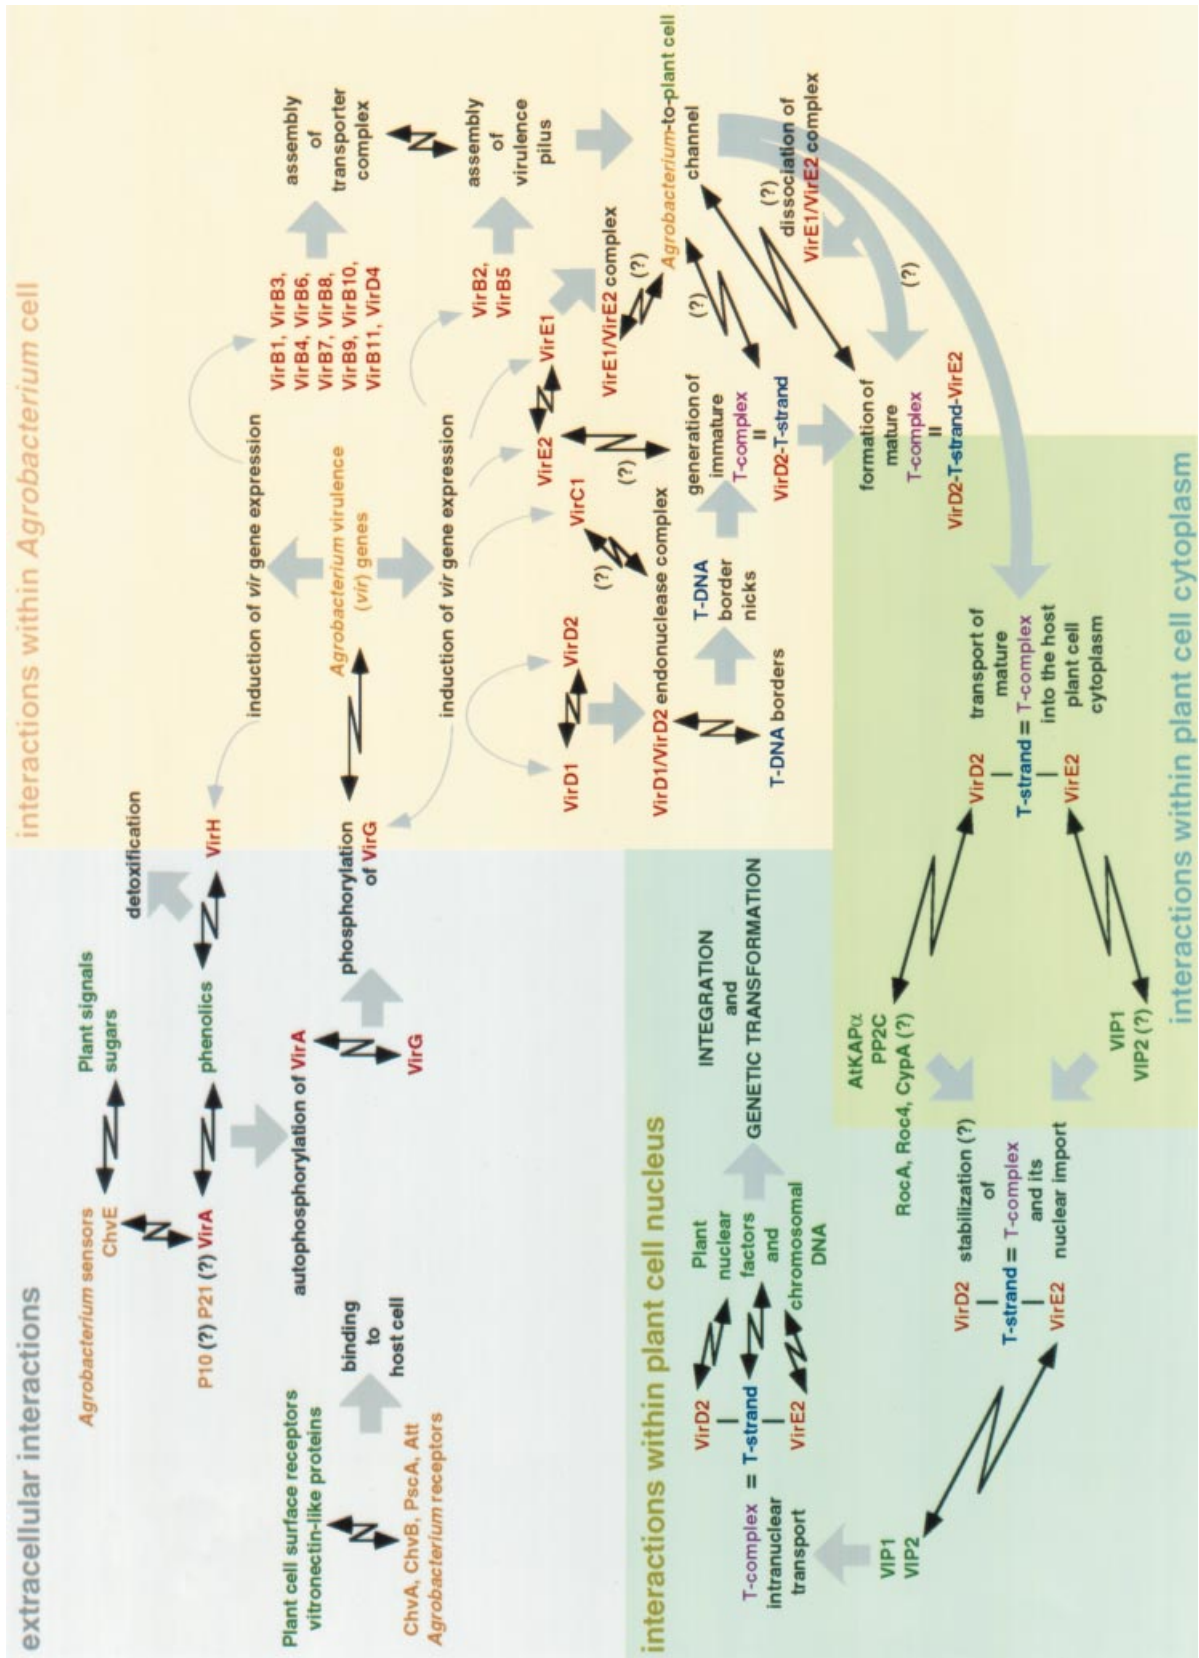 extracellular interactions
Agrobacterium sensors
ChvE
Plant signals
sugars
P10 (?) P21 (?) VirA
phenolics
VirH
detoxification
autophosphorylation of VirA
VirG
phosphorylation
of VirG
Plant cell surface receptors
vitronectin-like proteins
ChvA, ChvB, PscA, Att
Agrobacterium receptors
binding
to
host cell
interactions within Agrobacterium cell
induction of vir gene expression
Agrobacterium virulence
(vir) genes
induction of vir gene expression
VirB1, VirB3,
VirB4, VirB6,
VirB7, VirB8,
VirB9, VirB10,
VirB11, VirD4
assembly
of
transporter
complex
VirB2,
VirB5
assembly
of
virulence
pilus
VirD1
VirD2
VirC1
VirE2
VirE1
VirD1/VirD2 endonuclease complex
(?)
(?)
VirE1/VirE2 complex
(?)
Agrobacterium-to-plant cell
channel
T-DNA borders
T-DNA
border
nicks
generation of
immature
T-complex
=
VirD2-T-strand
(?)
(?)
dissociation of
VirE1/VirE2 complex
formation of
mature
T-complex
=
VirD2-T-strand-VirE2
(?)
interactions within plant cell cytoplasm
VirD2
T-strand = T-complex
VirE2
transport of
mature
into the host
plant cell
cytoplasm
AtKAPα
PP2C
RocA, Roc4, CypA (?)
VIP1
VIP2 (?)
VirD2
T-strand = T-complex
VirE2
stabilization (?)
of
and its
nuclear import
interactions within plant cell nucleus
VIP1
VIP2
T-complex = T-strand
intranuclear
transport
VirD2
VirE2
Plant
nuclear
factors
and
chromosomal
DNA
INTEGRATION
and
GENETIC TRANSFORMATION